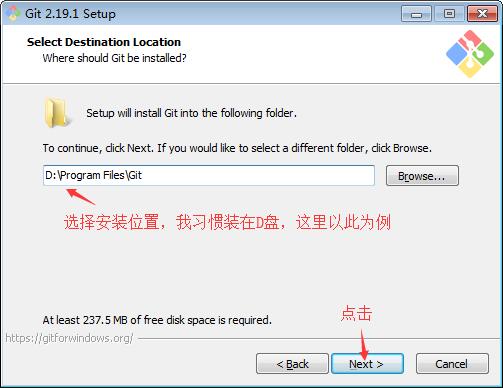 Git 2.19.1 Setup
Select Destination Location
Where should Git be installed?
Setup will install Git into the following folder.
To continue, click Next. If you would like to select a different folder, click Browse.
D:\Program Files\Git
Browse...
选择安装位置，我习惯装在D盘，这里以此为例
At least 237.5 MB of free disk space is required.
点击
https://gitforwindows.org/
< Back
Next >
Cancel